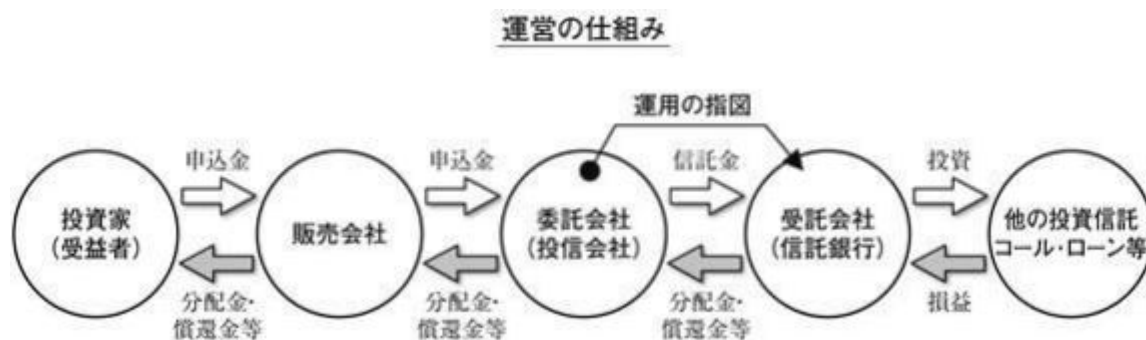 運営の仕組み
運用の指図
申込金
申込金
信託金
投資
投資家
(受益者)
販売会社
委託会社
(投信会社)
受託会社
(信託銀行)
他の投資信託
コール・ローン等
分配金・
償還金等
分配金・
償還金等
分配金・
償還金等
損益